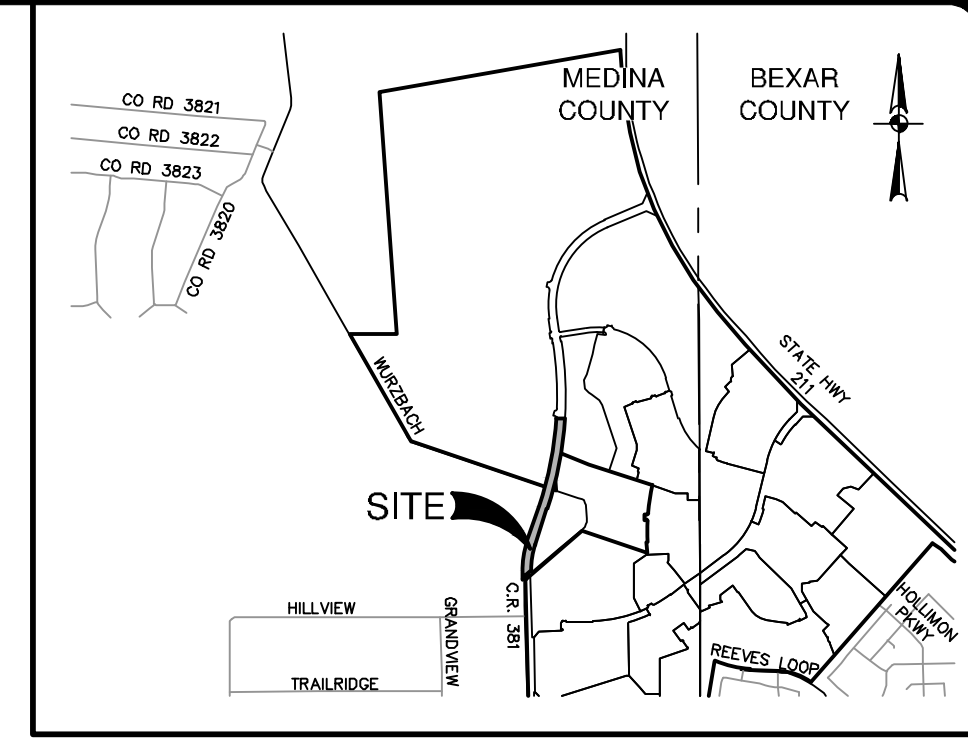 MEDINA
COUNTY
BEXAR
COUNTY
CO RD 3821
CO RD 3822
CO RD 3823
CO RD 3820
WURZBACH
STATE HWY
211
SITE
C.R. 381
HILLVIEW
GRANDVIEW
TRAILRIDGE
REEVES LOOP
HOLLIMON
PKWY